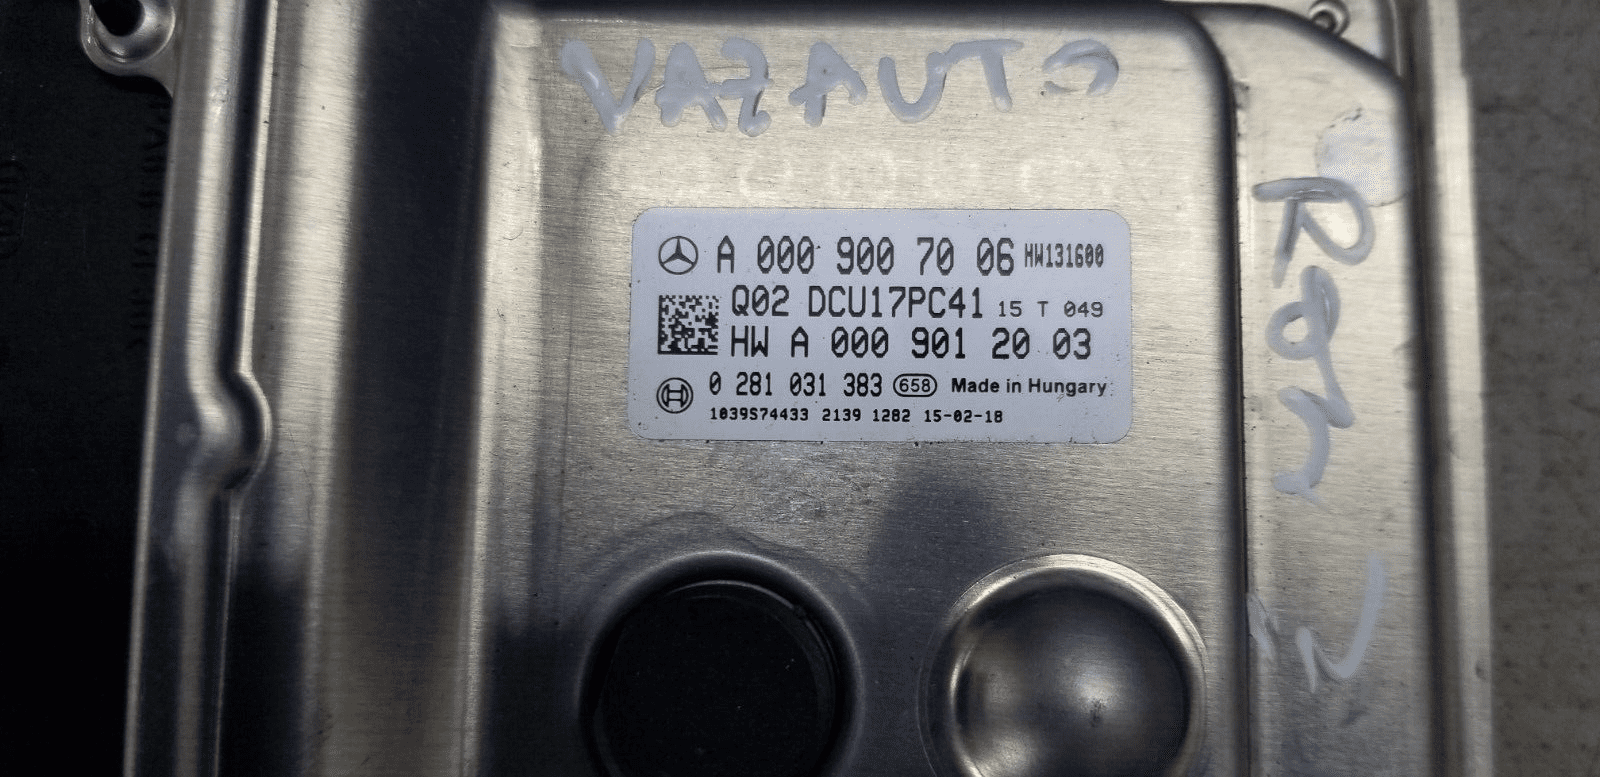 VAZAUTO
A 000 900 70 06 HW131600
Q02 DCU17PC41 15 T 049
HW A 000 901 20 03
0 281 031 383 658 Made in Hungary
1039S74433 2139 1282 15-02-18